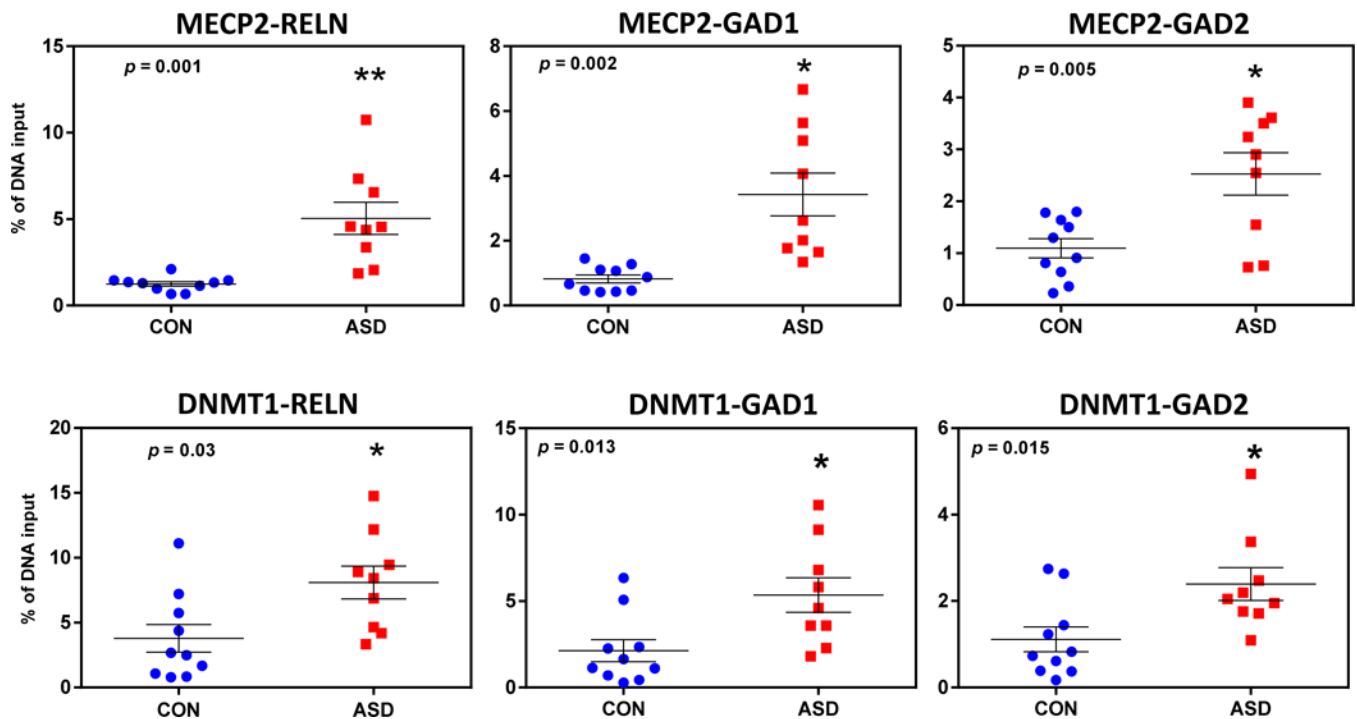 MECP2-RELN
MECP2-GAD1
MECP2-GAD2
% of DNA input
15
10
5
0
p = 0.001
**
CON
ASD
8
6
4
2
0
p = 0.002
*
CON
ASD
5
4
3
2
1
0
p = 0.005
*
CON
ASD
DNMT1-RELN
DNMT1-GAD1
DNMT1-GAD2
% of DNA input
20
15
10
5
0
p = 0.03
*
CON
ASD
15
10
5
0
p = 0.013
*
CON
ASD
6
4
2
0
p = 0.015
*
CON
ASD